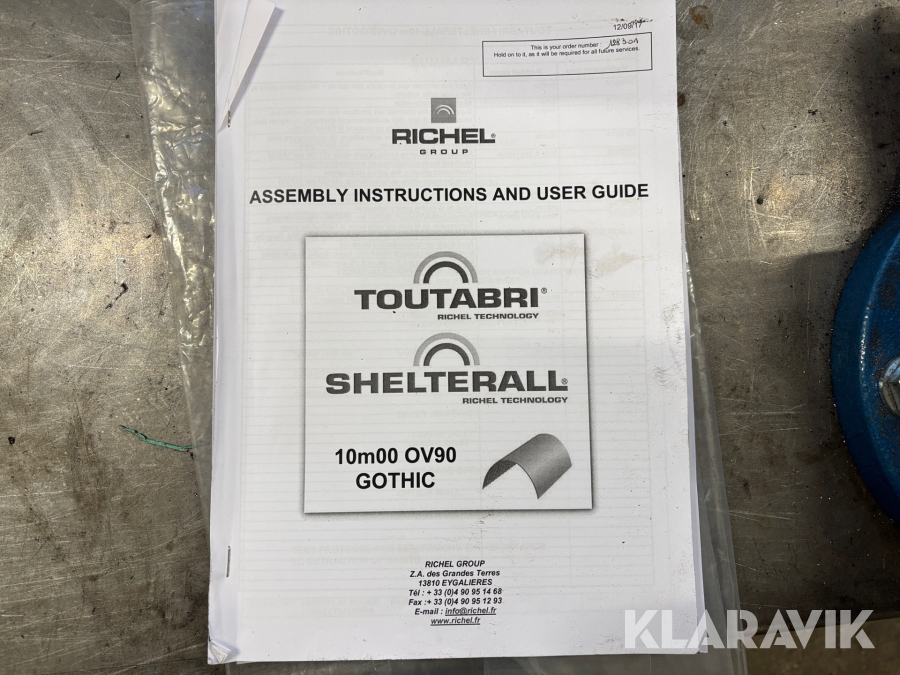 12/09/17
This is your order number :
Hold on to it, as it will be required for all future services.
RICHEL®
GROUP
ASSEMBLY INSTRUCTIONS AND USER GUIDE
TOUTABRI®
RICHEL TECHNOLOGY
SHELTERALL®
RICHEL TECHNOLOGY
10m00 OV90
GOTHIC
RICHEL GROUP
Z.A. des Grandes Terres
13810 EYGALIERES
Tél : + 33 (0)4 90 95 14 68
Fax :+ 33 (0)4 90 95 12 93
E-mail : info@richel.fr
www.richel.fr
KLARAVIK